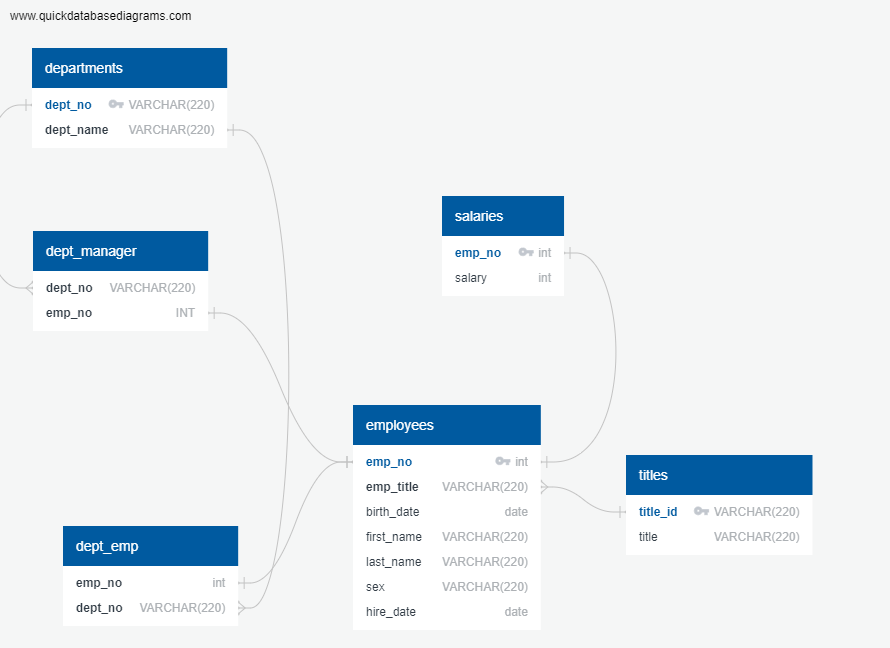 www.quickdatabasediagrams.com
departments
dept_no VARCHAR(220)
dept_name VARCHAR(220)
dept_manager
dept_no VARCHAR(220)
emp_no INT
salaries
emp_no int
salary int
employees
emp_no int
emp_title VARCHAR(220)
birth_date date
first_name VARCHAR(220)
last_name VARCHAR(220)
sex VARCHAR(220)
hire_date date
titles
title_id VARCHAR(220)
title VARCHAR(220)
dept_emp
emp_no int
dept_no VARCHAR(220)